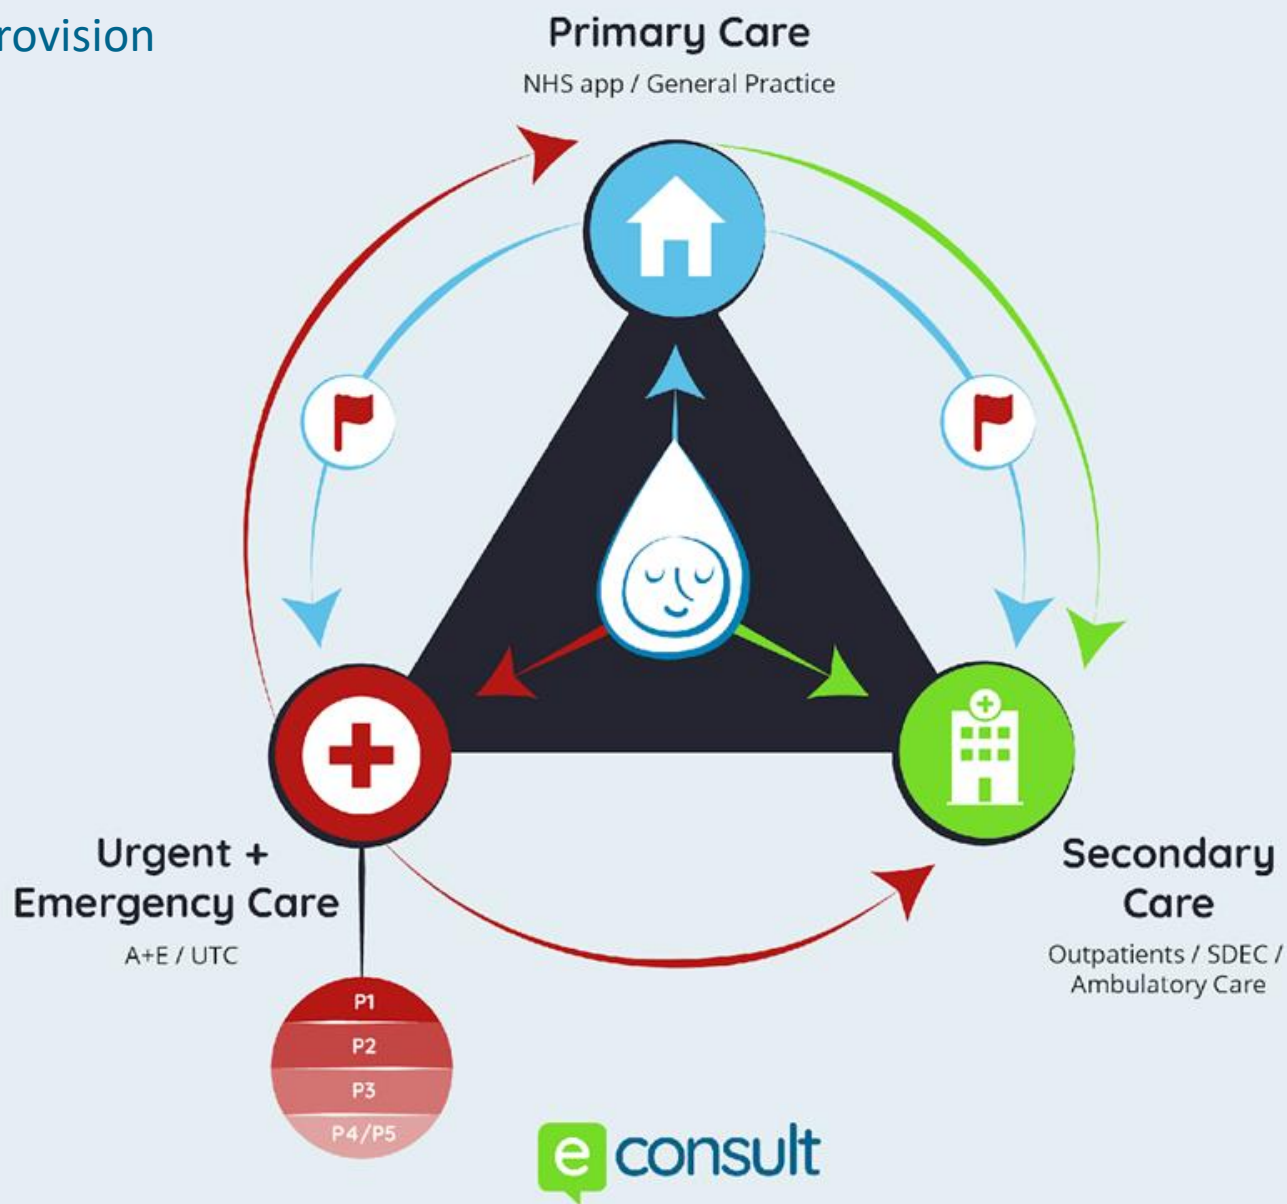 Primary Care
NHS app / General Practice
Urgent +
Emergency Care
A+E / UTC
Secondary
Care
Outpatients / SDEC /
Ambulatory Care
P1
P2
P3
P4/P5
e consult